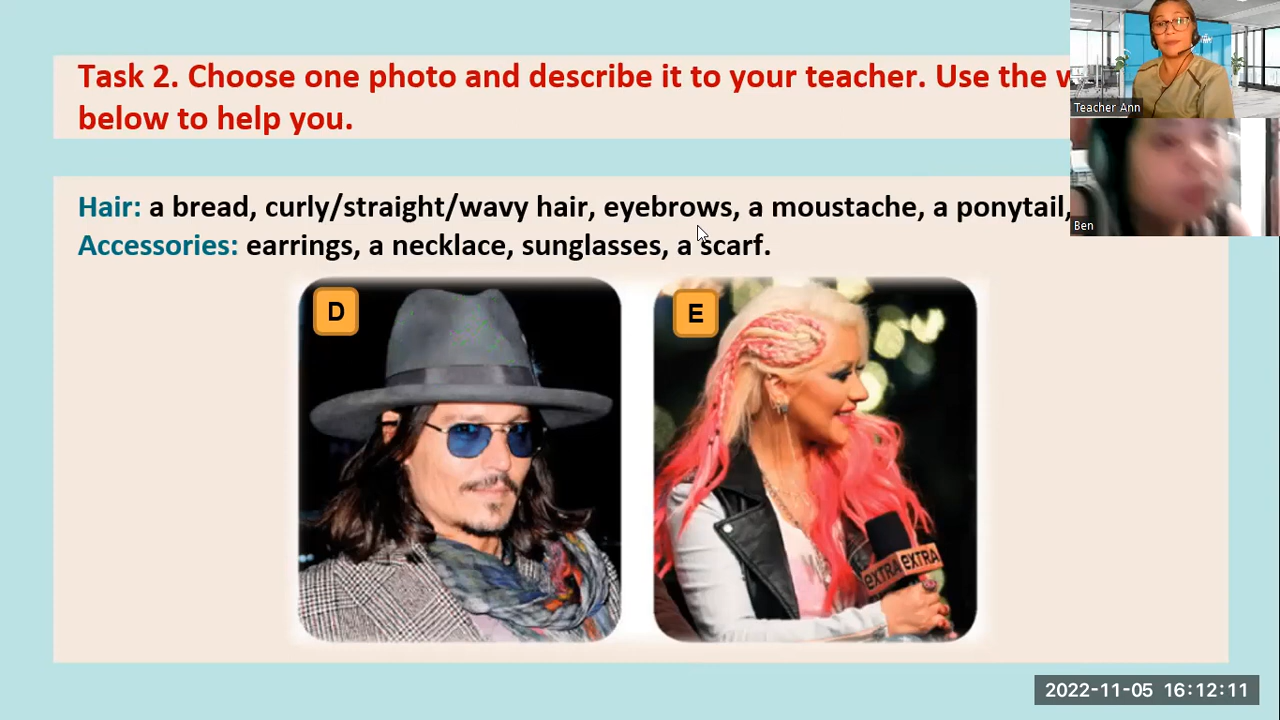 Task 2. Choose one photo and describe it to your teacher. Use the
below to help you.
Hair: a bread, curly/straight/wavy hair, eyebrows, a moustache, a ponytail,
Accessories: earrings, a necklace, sunglasses, a scarf.
D
E
EXTRA EXTRA
Teacher Ann
Ben
2022-11-05 16:12:11